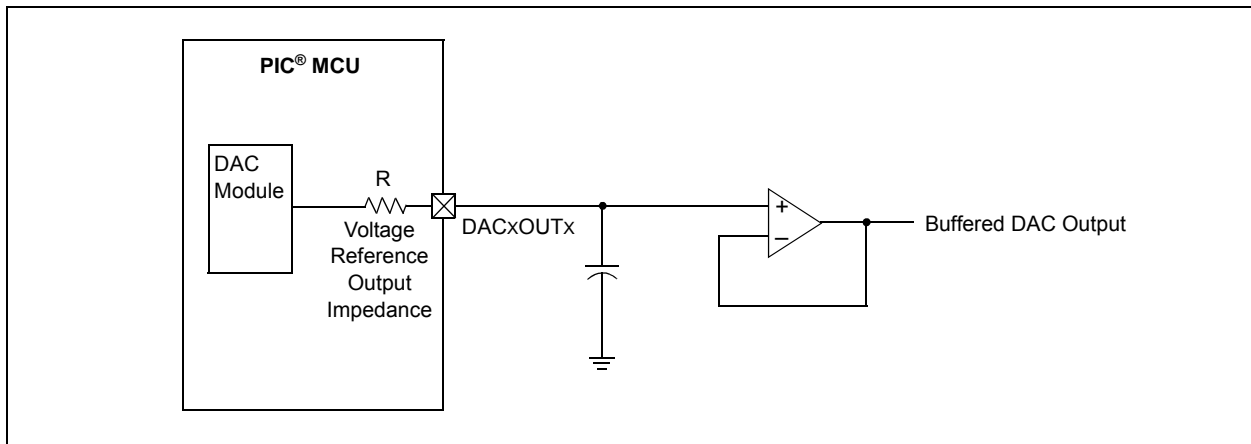 PIC® MCU
DAC
Module
R
Voltage
Reference
Output
Impedance
DACXOUTX
+
–
Buffered DAC Output